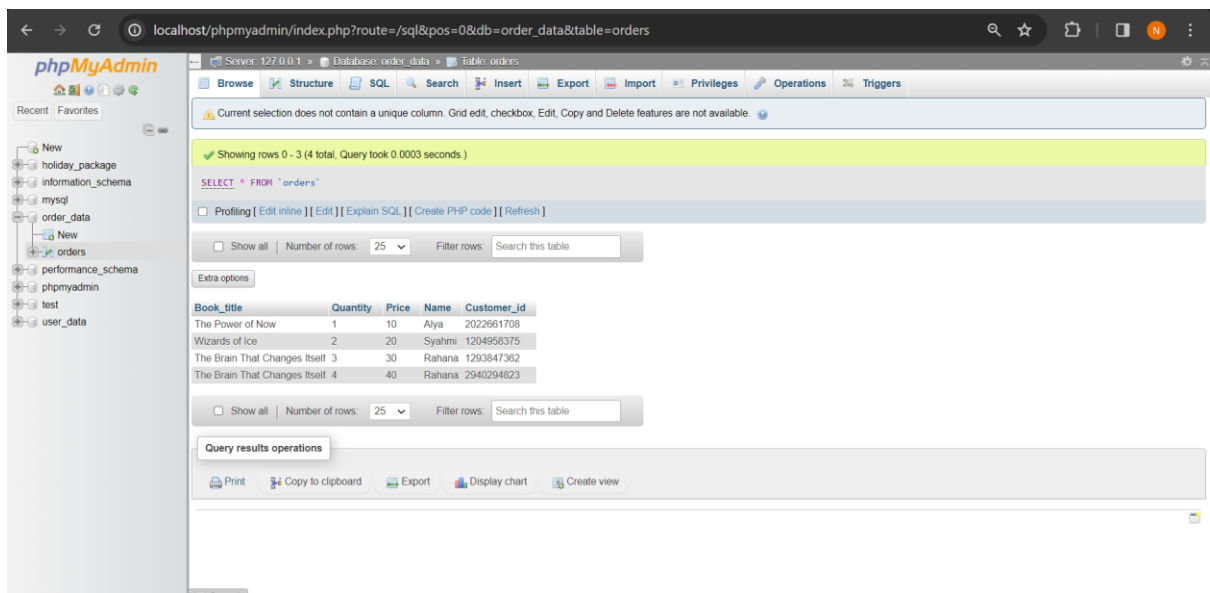 localhost/phpmyadmin/index.php?route=/sql&pos=0&db=order_data&table=orders
N
phpMyAdmin
Recent Favorites
New
holiday_package
information_schema
mysql
order_data
New
orders
performance_schema
phpmyadmin
test
user_data
Server: 127.0.0.1 » Database: order_data » Table: orders
Browse Structure SQL Search Insert Export Import Privileges Operations Triggers
Current selection does not contain a unique column. Grid edit, checkbox, Edit, Copy and Delete features are not available.
Showing rows 0 - 3 (4 total, Query took 0.0003 seconds.)
SELECT * FROM `orders`
Profiling [ Edit inline ] [ Edit ] [ Explain SQL ] [ Create PHP code ] [ Refresh ]
Show all | Number of rows: 25 Filter rows: Search this table
Extra options
Book_title Quantity Price Name Customer_id
The Power of Now 1 10 Alya 2022661708
Wizards of Ice 2 20 Syahmi 1204958375
The Brain That Changes Itself 3 30 Rahana 1293847362
The Brain That Changes Itself 4 40 Rahana 2940294823
Show all | Number of rows: 25 Filter rows: Search this table
Query results operations
Print Copy to clipboard Export Display chart Create view